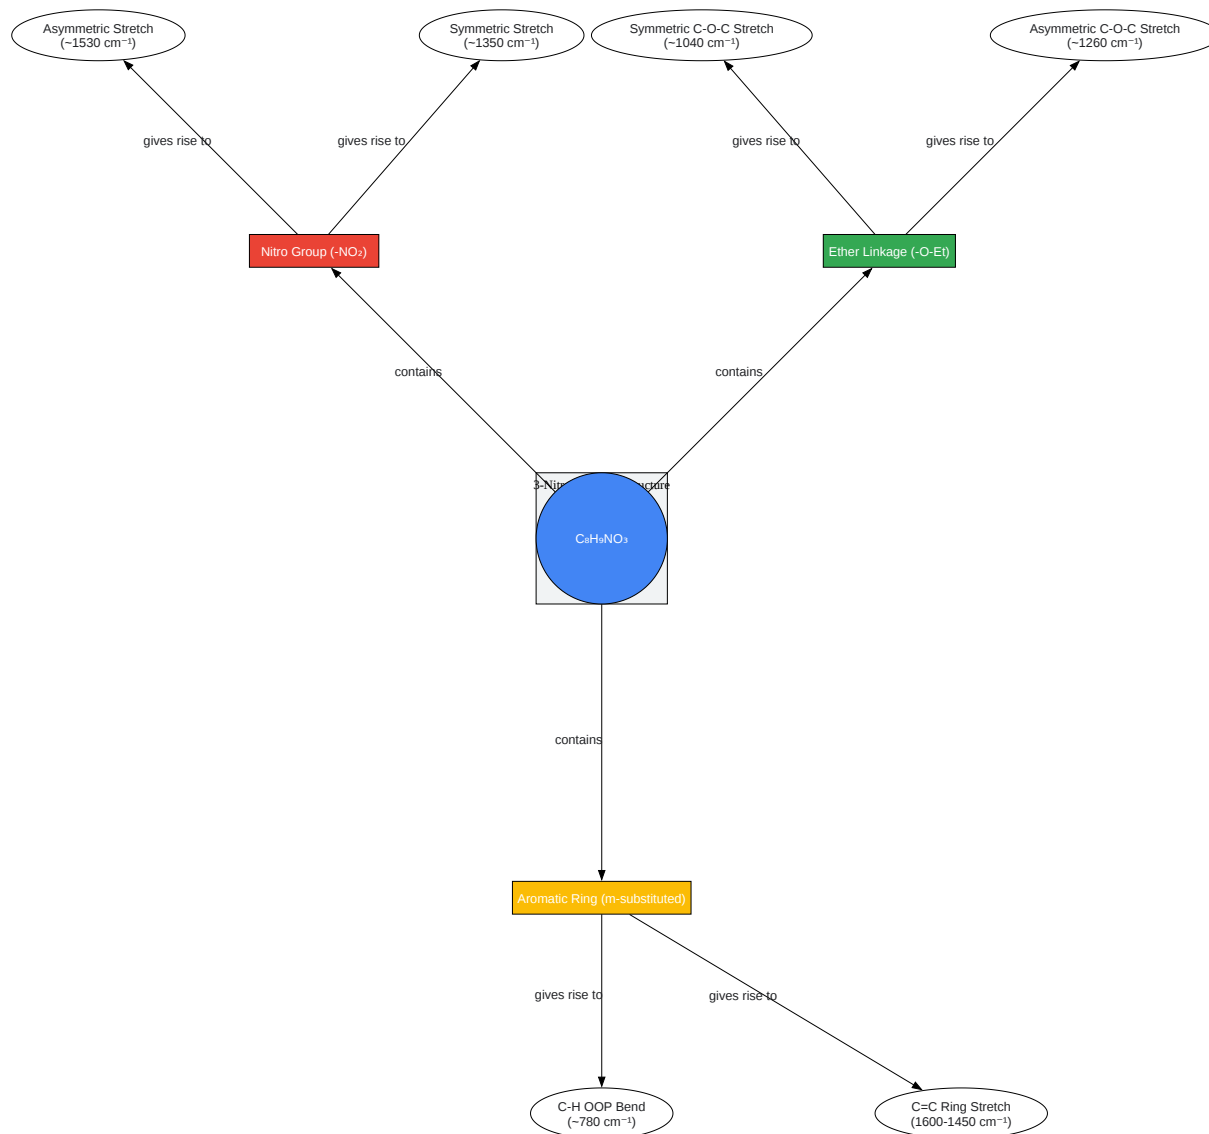 Asymmetric Stretch
(~1530 cm⁻¹)
Symmetric Stretch
(~1350 cm⁻¹)
Symmetric C-O-C Stretch
(~1040 cm⁻¹)
Asymmetric C-O-C Stretch
(~1260 cm⁻¹)
gives rise to
gives rise to
gives rise to
gives rise to
Nitro Group (-NO₂)
Ether Linkage (-O-Et)
contains
contains
C₈H₉NO₃
contains
Aromatic Ring (m-substituted)
gives rise to
gives rise to
C-H OOP Bend
(~780 cm⁻¹)
C=C Ring Stretch
(1600-1450 cm⁻¹)